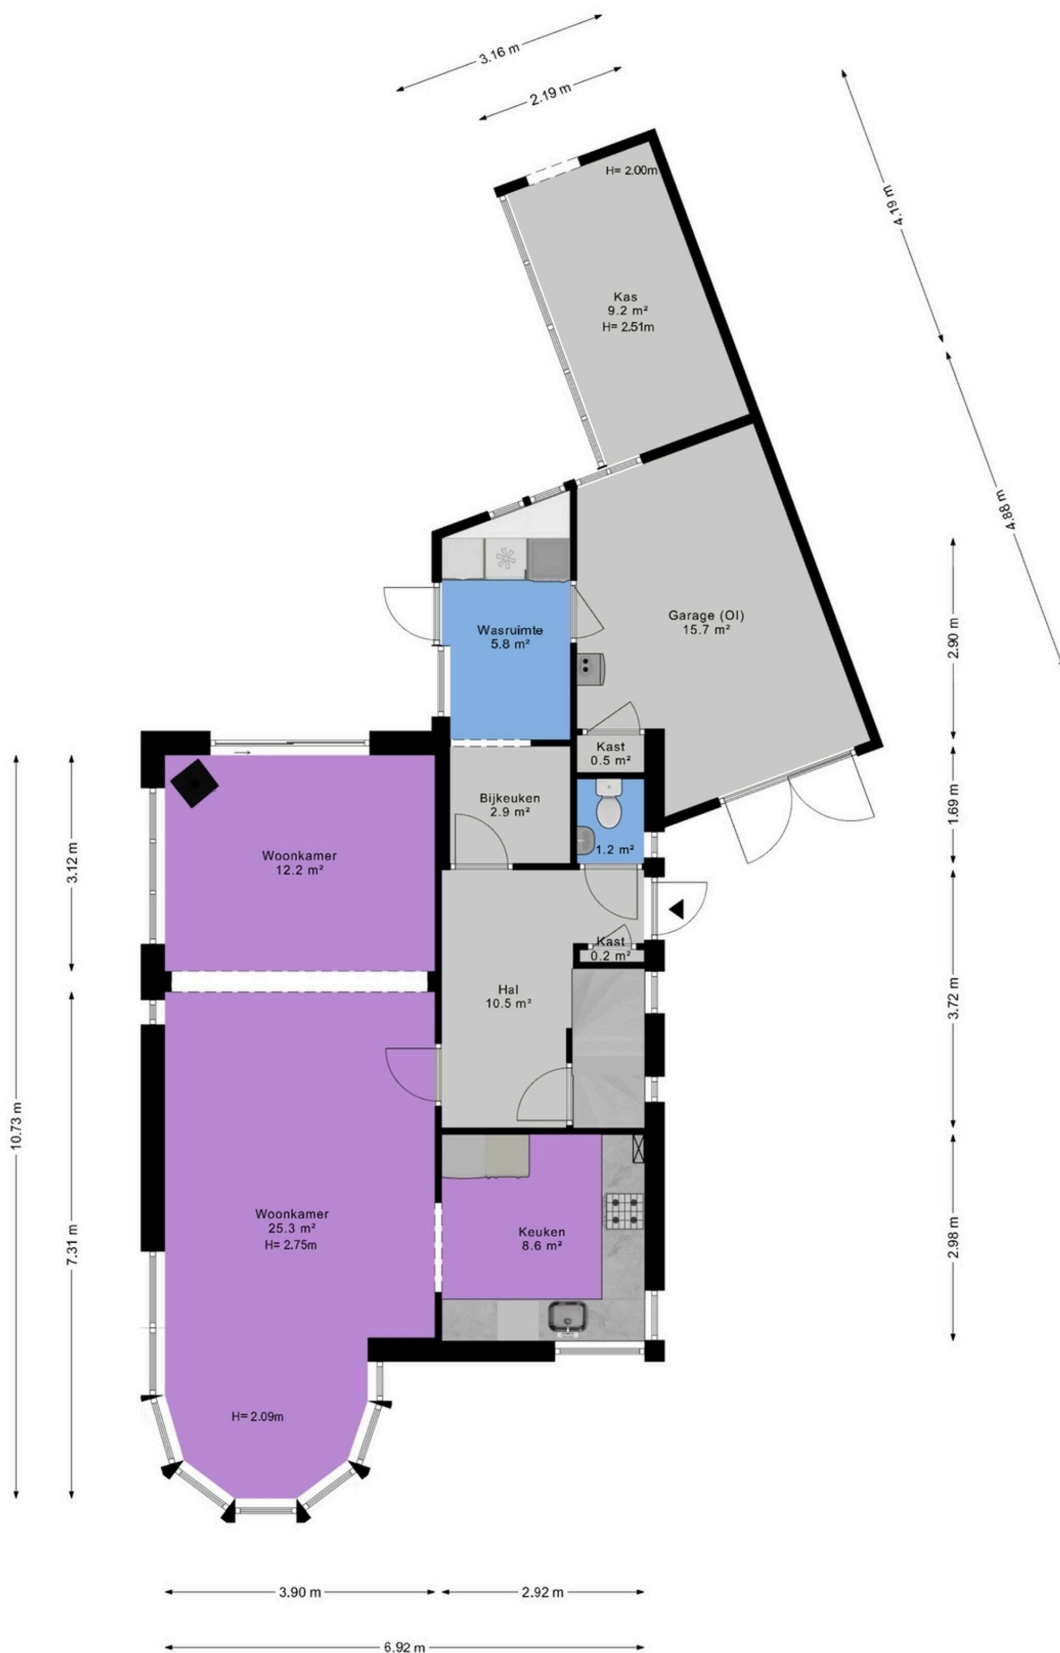 3.16 m
2.19 m
H= 2.00m
4.19 m
Kas
9.2 m²
H= 2.51m
4.88 m
Garage (OI)
15.7 m²
Wasruimte
5.8 m²
2.90 m
Kast
0.5 m²
Bijkeuken
2.9 m²
1.69 m
1.2 m²
Woonkamer
12.2 m²
3.12 m
Kast
0.2 m²
Hal
10.5 m²
3.72 m
10.73 m
Woonkamer
25.3 m²
H= 2.75m
7.31 m
Keuken
8.6 m²
2.98 m
H= 2.09m
3.90 m
2.92 m
6.92 m